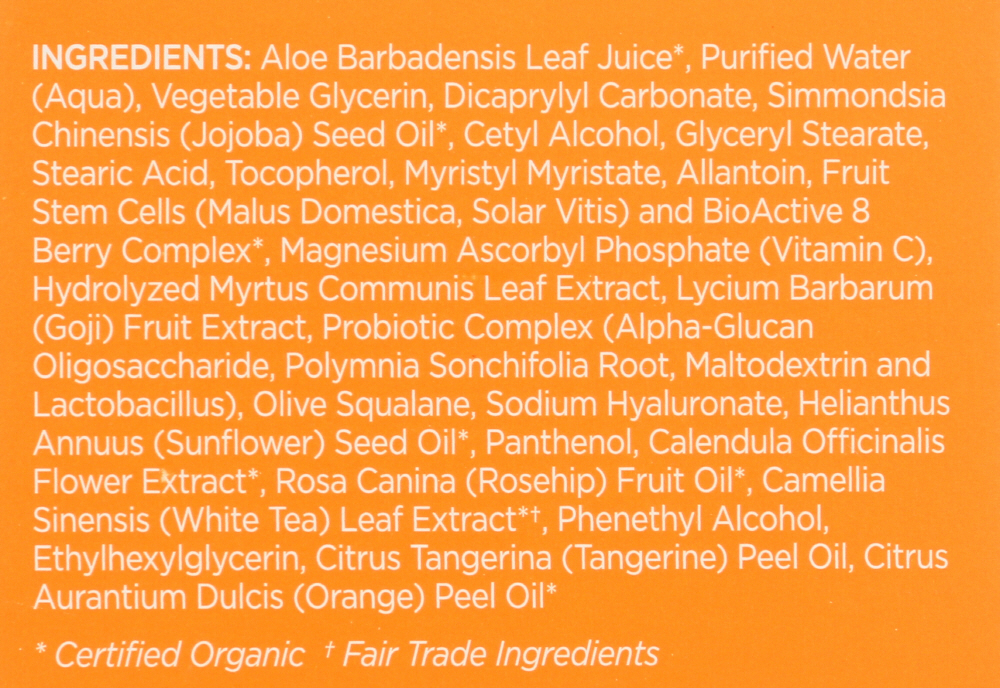 INGREDIENTS: Aloe Barbadensis Leaf Juice*, Purified Water
(Aqua), Vegetable Glycerin, Dicaprylyl Carbonate, Simmondsia
Chinensis (Jojoba) Seed Oil*, Cetyl Alcohol, Glyceryl Stearate,
Stearic Acid, Tocopherol, Myristyl Myristate, Allantoin, Fruit
Stem Cells (Malus Domestica, Solar Vitis) and BioActive 8
Berry Complex*, Magnesium Ascorbyl Phosphate (Vitamin C),
Hydrolyzed Myrtus Communis Leaf Extract, Lycium Barbarum
(Goji) Fruit Extract, Probiotic Complex (Alpha-Glucan
Oligosaccharide, Polymnia Sonchifolia Root, Maltodextrin and
Lactobacillus), Olive Squalane, Sodium Hyaluronate, Helianthus
Annuus (Sunflower) Seed Oil*, Panthenol, Calendula Officinalis
Flower Extract*, Rosa Canina (Rosehip) Fruit Oil*, Camellia
Sinensis (White Tea) Leaf Extract*†, Phenethyl Alcohol,
Ethylhexylglycerin, Citrus Tangerina (Tangerine) Peel Oil, Citrus
Aurantium Dulcis (Orange) Peel Oil*
* Certified Organic † Fair Trade Ingredients